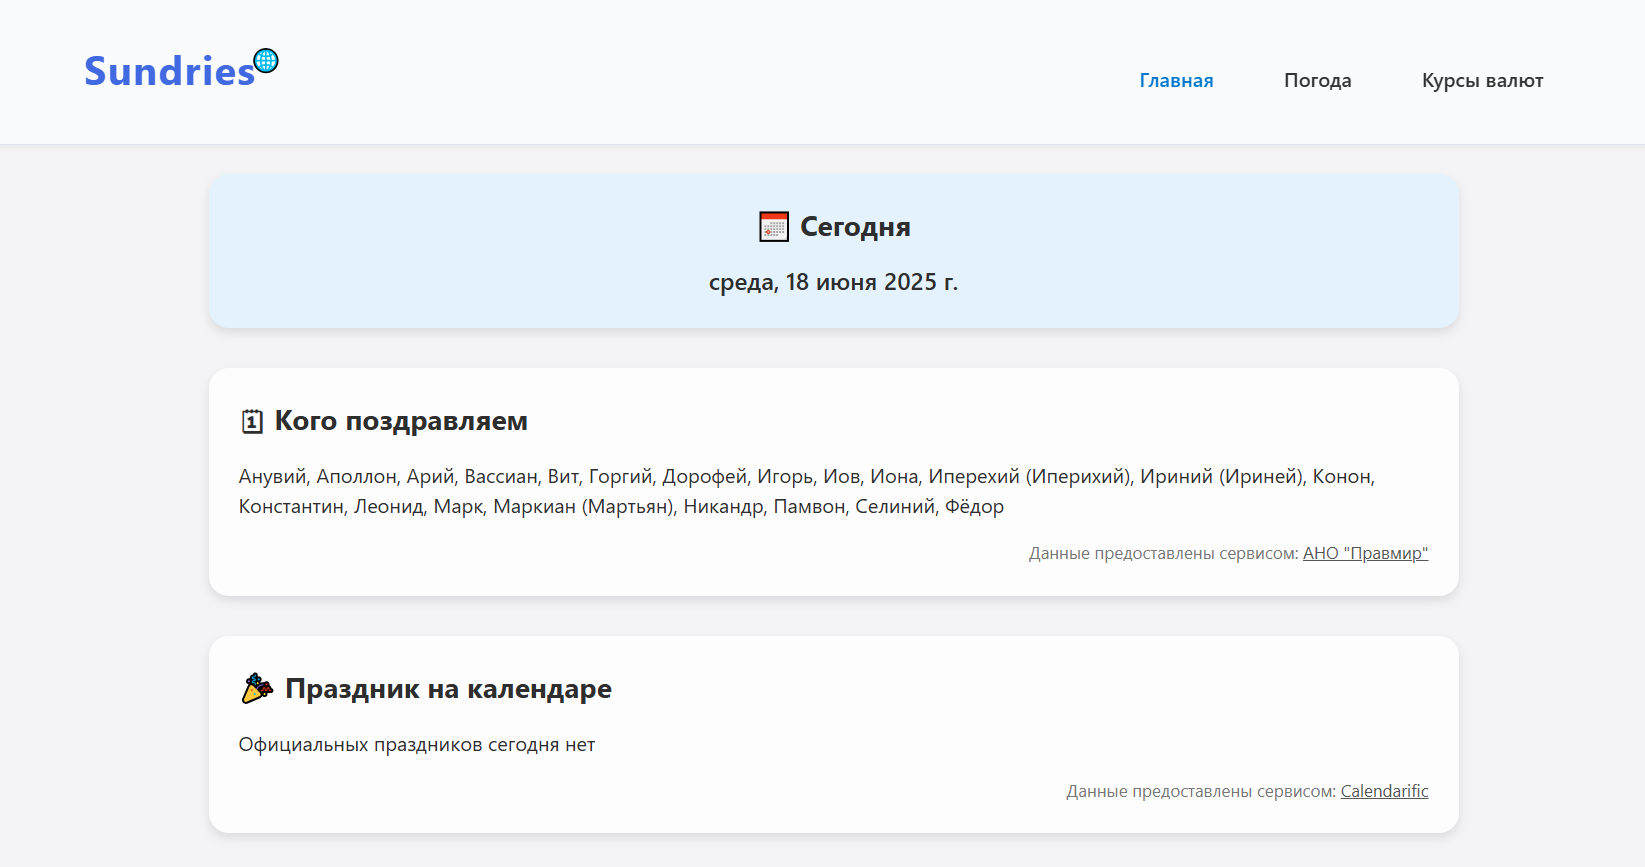 Sundries
Главная
Погода
Курсы валют
Сегодня
среда, 18 июня 2025 г.
1 Кого поздравляем
Анувий, Аполлон, Арий, Вассиан, Вит, Горгий, Дорофей, Игорь, Иов, Иона, Иперехий (Иперихий), Ириний (Ириней), Конон,
Константин, Леонид, Марк, Маркиан (Мартьян), Никандр, Памвон, Селиний, Фёдор
Данные предоставлены сервисом: АНО "Правмир"
Праздник на календаре
Официальных праздников сегодня нет
Данные предоставлены сервисом: Calendarific